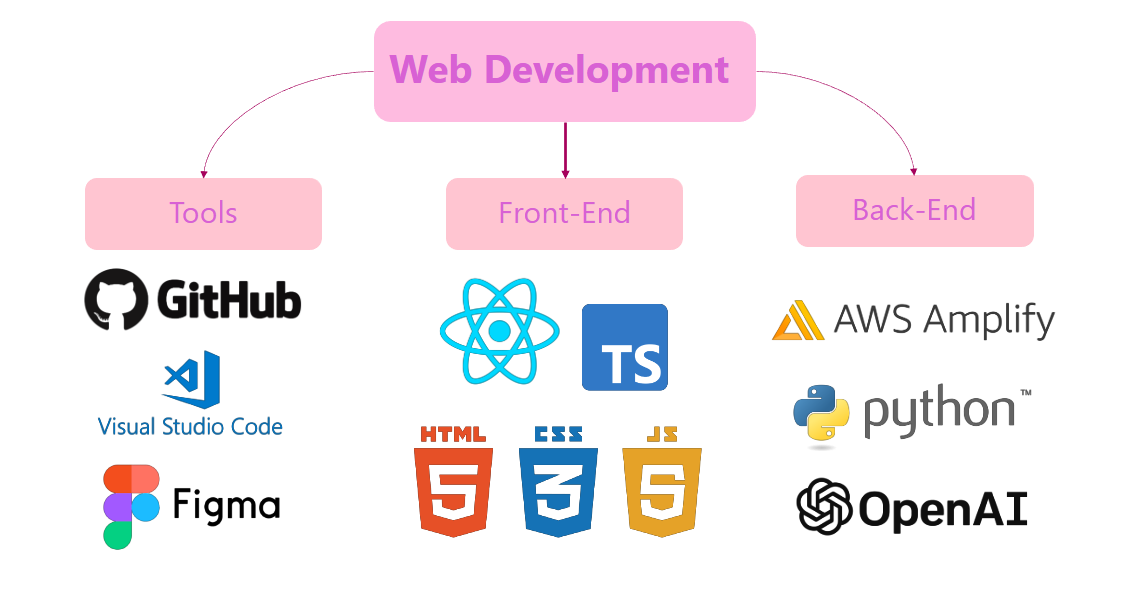 Web Development
Tools
Front-End
Back-End
GitHub
Visual Studio Code
Figma
TS
HTML
5
CSS
3
JS
5
AWS Amplify
python™
OpenAI